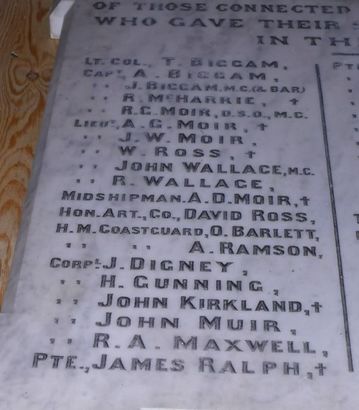 OF THOSE CONNECTED
WHO GAVE THEIR
IN TH
LT. COL., T. BIGGAM,
CAPT. A. BIGGAM,
" J. BIGGAM, M.C. (& BAR)
" R. McHARRIE, †
" R.G. MOIR, D.S.O., M.C.
LIEUT. A. G. MOIR, †
" J. W. MOIR,
" W. ROSS, †
" JOHN WALLACE, M.C.
" R. WALLACE,
MIDSHIPMAN. A.D. MOIR, †
HON. ART., CO., DAVID ROSS,
H. M. COASTGUARD, O. BARLETT,
" " A. RAMSON,
CORPL. J. DIGNEY,
" H. GUNNING,
" JOHN KIRKLAND, †
" JOHN MUIR,
" R. A. MAXWELL,
PTE., JAMES RALPH, †
PTE